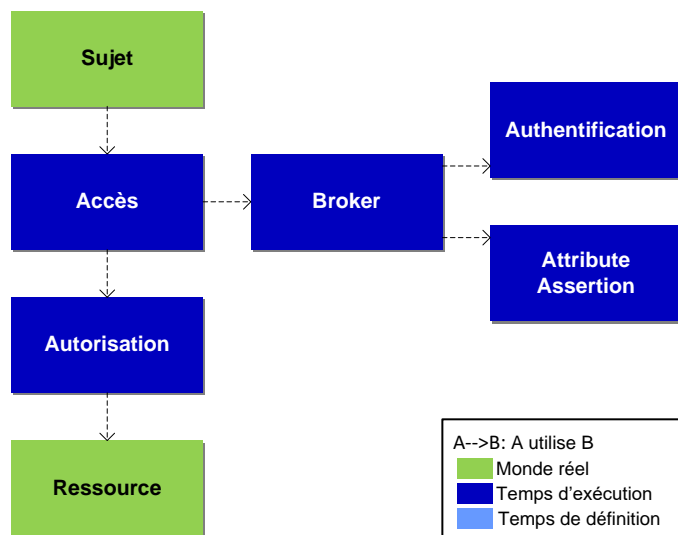 Sujet
Authentification
Accès
Broker
Attribute
Assertion
Autorisation
Ressource
A-->B: A utilise B
Monde réel
Temps d'exécution
Temps de définition